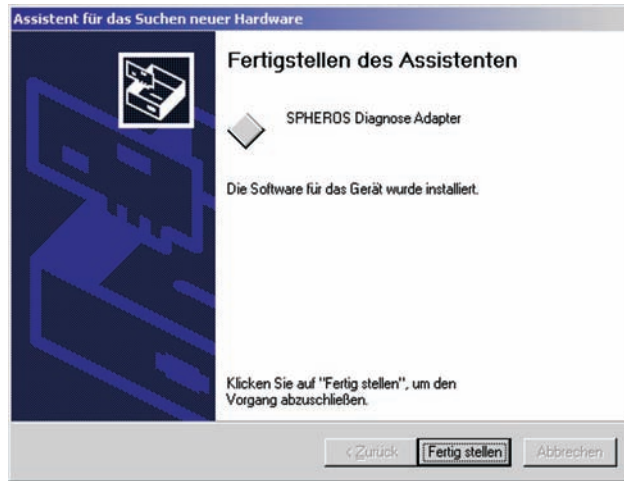 Assistent für das Suchen neuer Hardware
Fertigstellen des Assistenten
SPHEROS Diagnose Adapter
Die Software für das Gerät wurde installiert.
Klicken Sie auf "Fertig stellen", um den
Vorgang abzuschließen.
< Zurück Fertig stellen Abbrechen